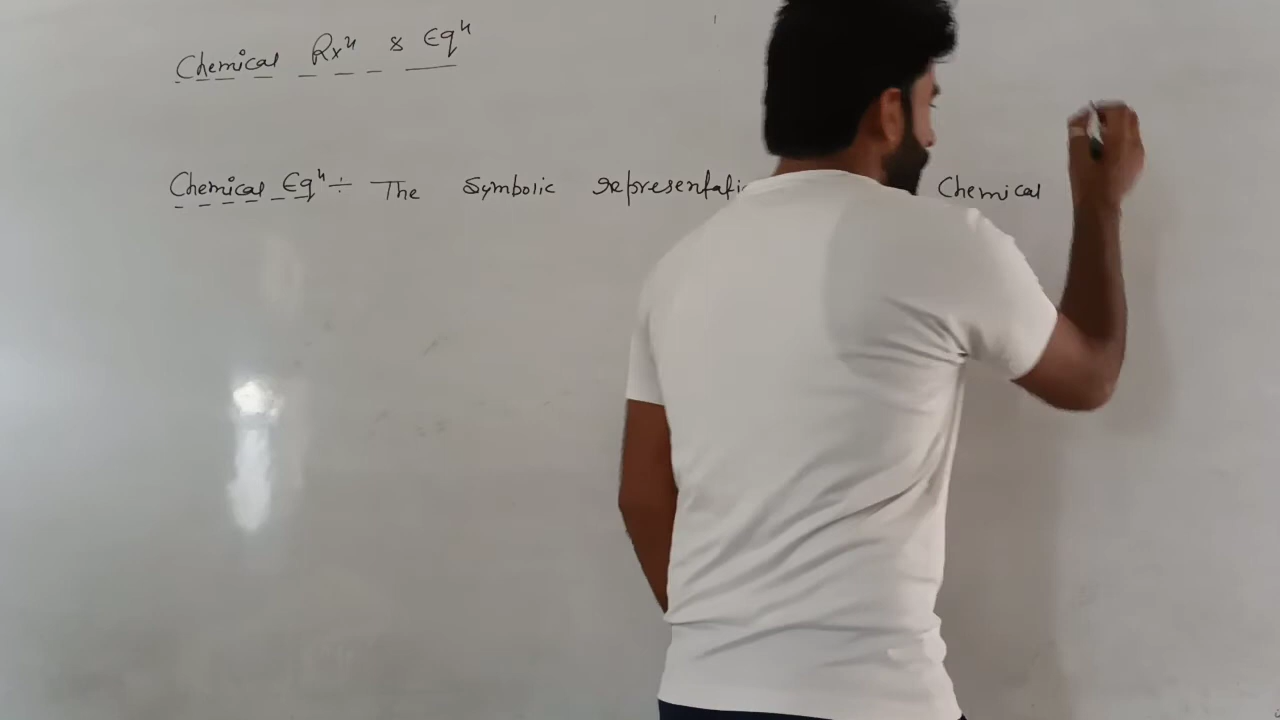 Chemical Rxⁿ & Eqⁿ
Chemical Eqⁿ ÷ The Symbolic representati Chemical